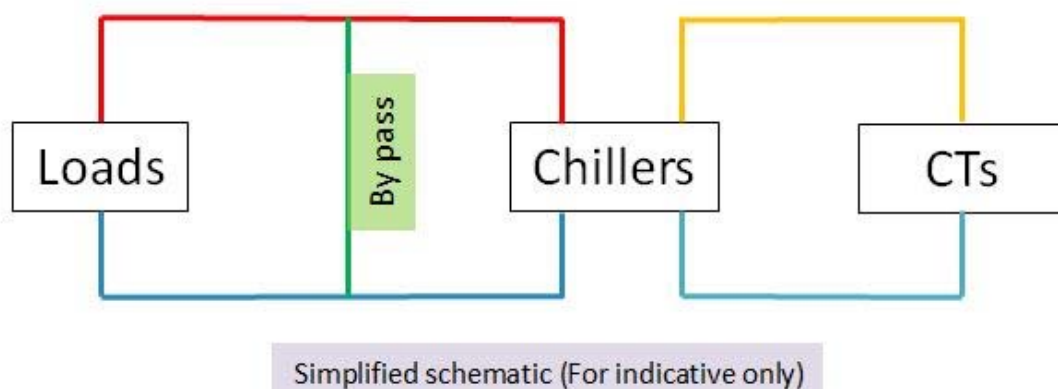 Loads
By pass
Chillers
CTs
Simplified schematic (For indicative only)